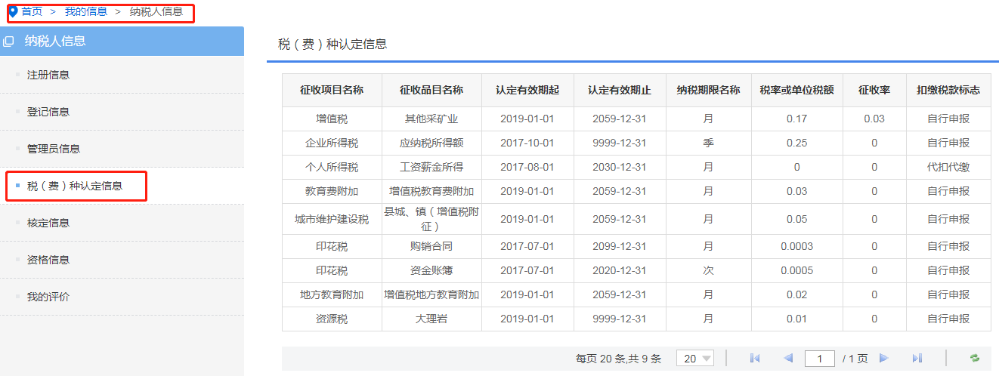 首页 > 我的信息 > 纳税人信息
纳税人信息
注册信息
登记信息
管理员信息
税（费）种认定信息
核定信息
资格信息
我的评价
税（费）种认定信息
征收项目名称 征收品目名称 认定有效期起 认定有效期止 纳税期限名称 税率或单位税额 征收率 扣缴税款标志
增值税 其他采矿业 2019-01-01 2059-12-31 月 0.17 0.03 自行申报
企业所得税 应纳税所得额 2017-10-01 9999-12-31 季 0.25 0 自行申报
个人所得税 工资薪金所得 2017-08-01 2030-12-31 月 0 0 代扣代缴
教育费附加 增值税教育费附加 2019-01-01 2059-12-31 月 0.03 0 自行申报
城市维护建设税 县城、镇（增值税附
征） 2019-01-01 2059-12-31 月 0.05 0 自行申报
印花税 购销合同 2017-07-01 2099-12-31 月 0.0003 0 自行申报
印花税 资金账簿 2017-07-01 2020-12-31 次 0.0005 0 自行申报
地方教育附加 增值税地方教育附加 2019-01-01 2059-12-31 月 0.02 0 自行申报
资源税 大理岩 2019-01-01 9999-12-31 月 0.01 0 自行申报
每页 20 条,共 9 条 20 1 / 1 页